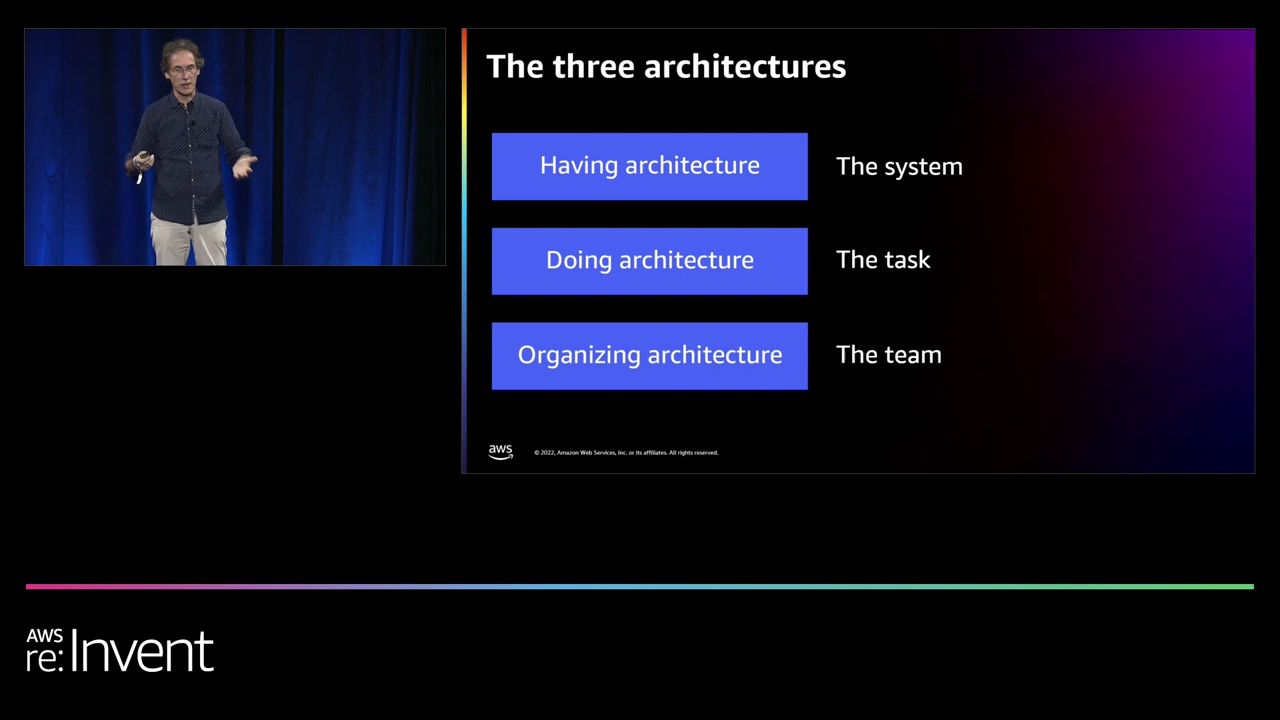 The three architectures
Having architecture
The system
Doing architecture
The task
Organizing architecture
The team
aws
© 2022, Amazon Web Services, Inc. or its affiliates. All rights reserved.
AWS
re:Invent